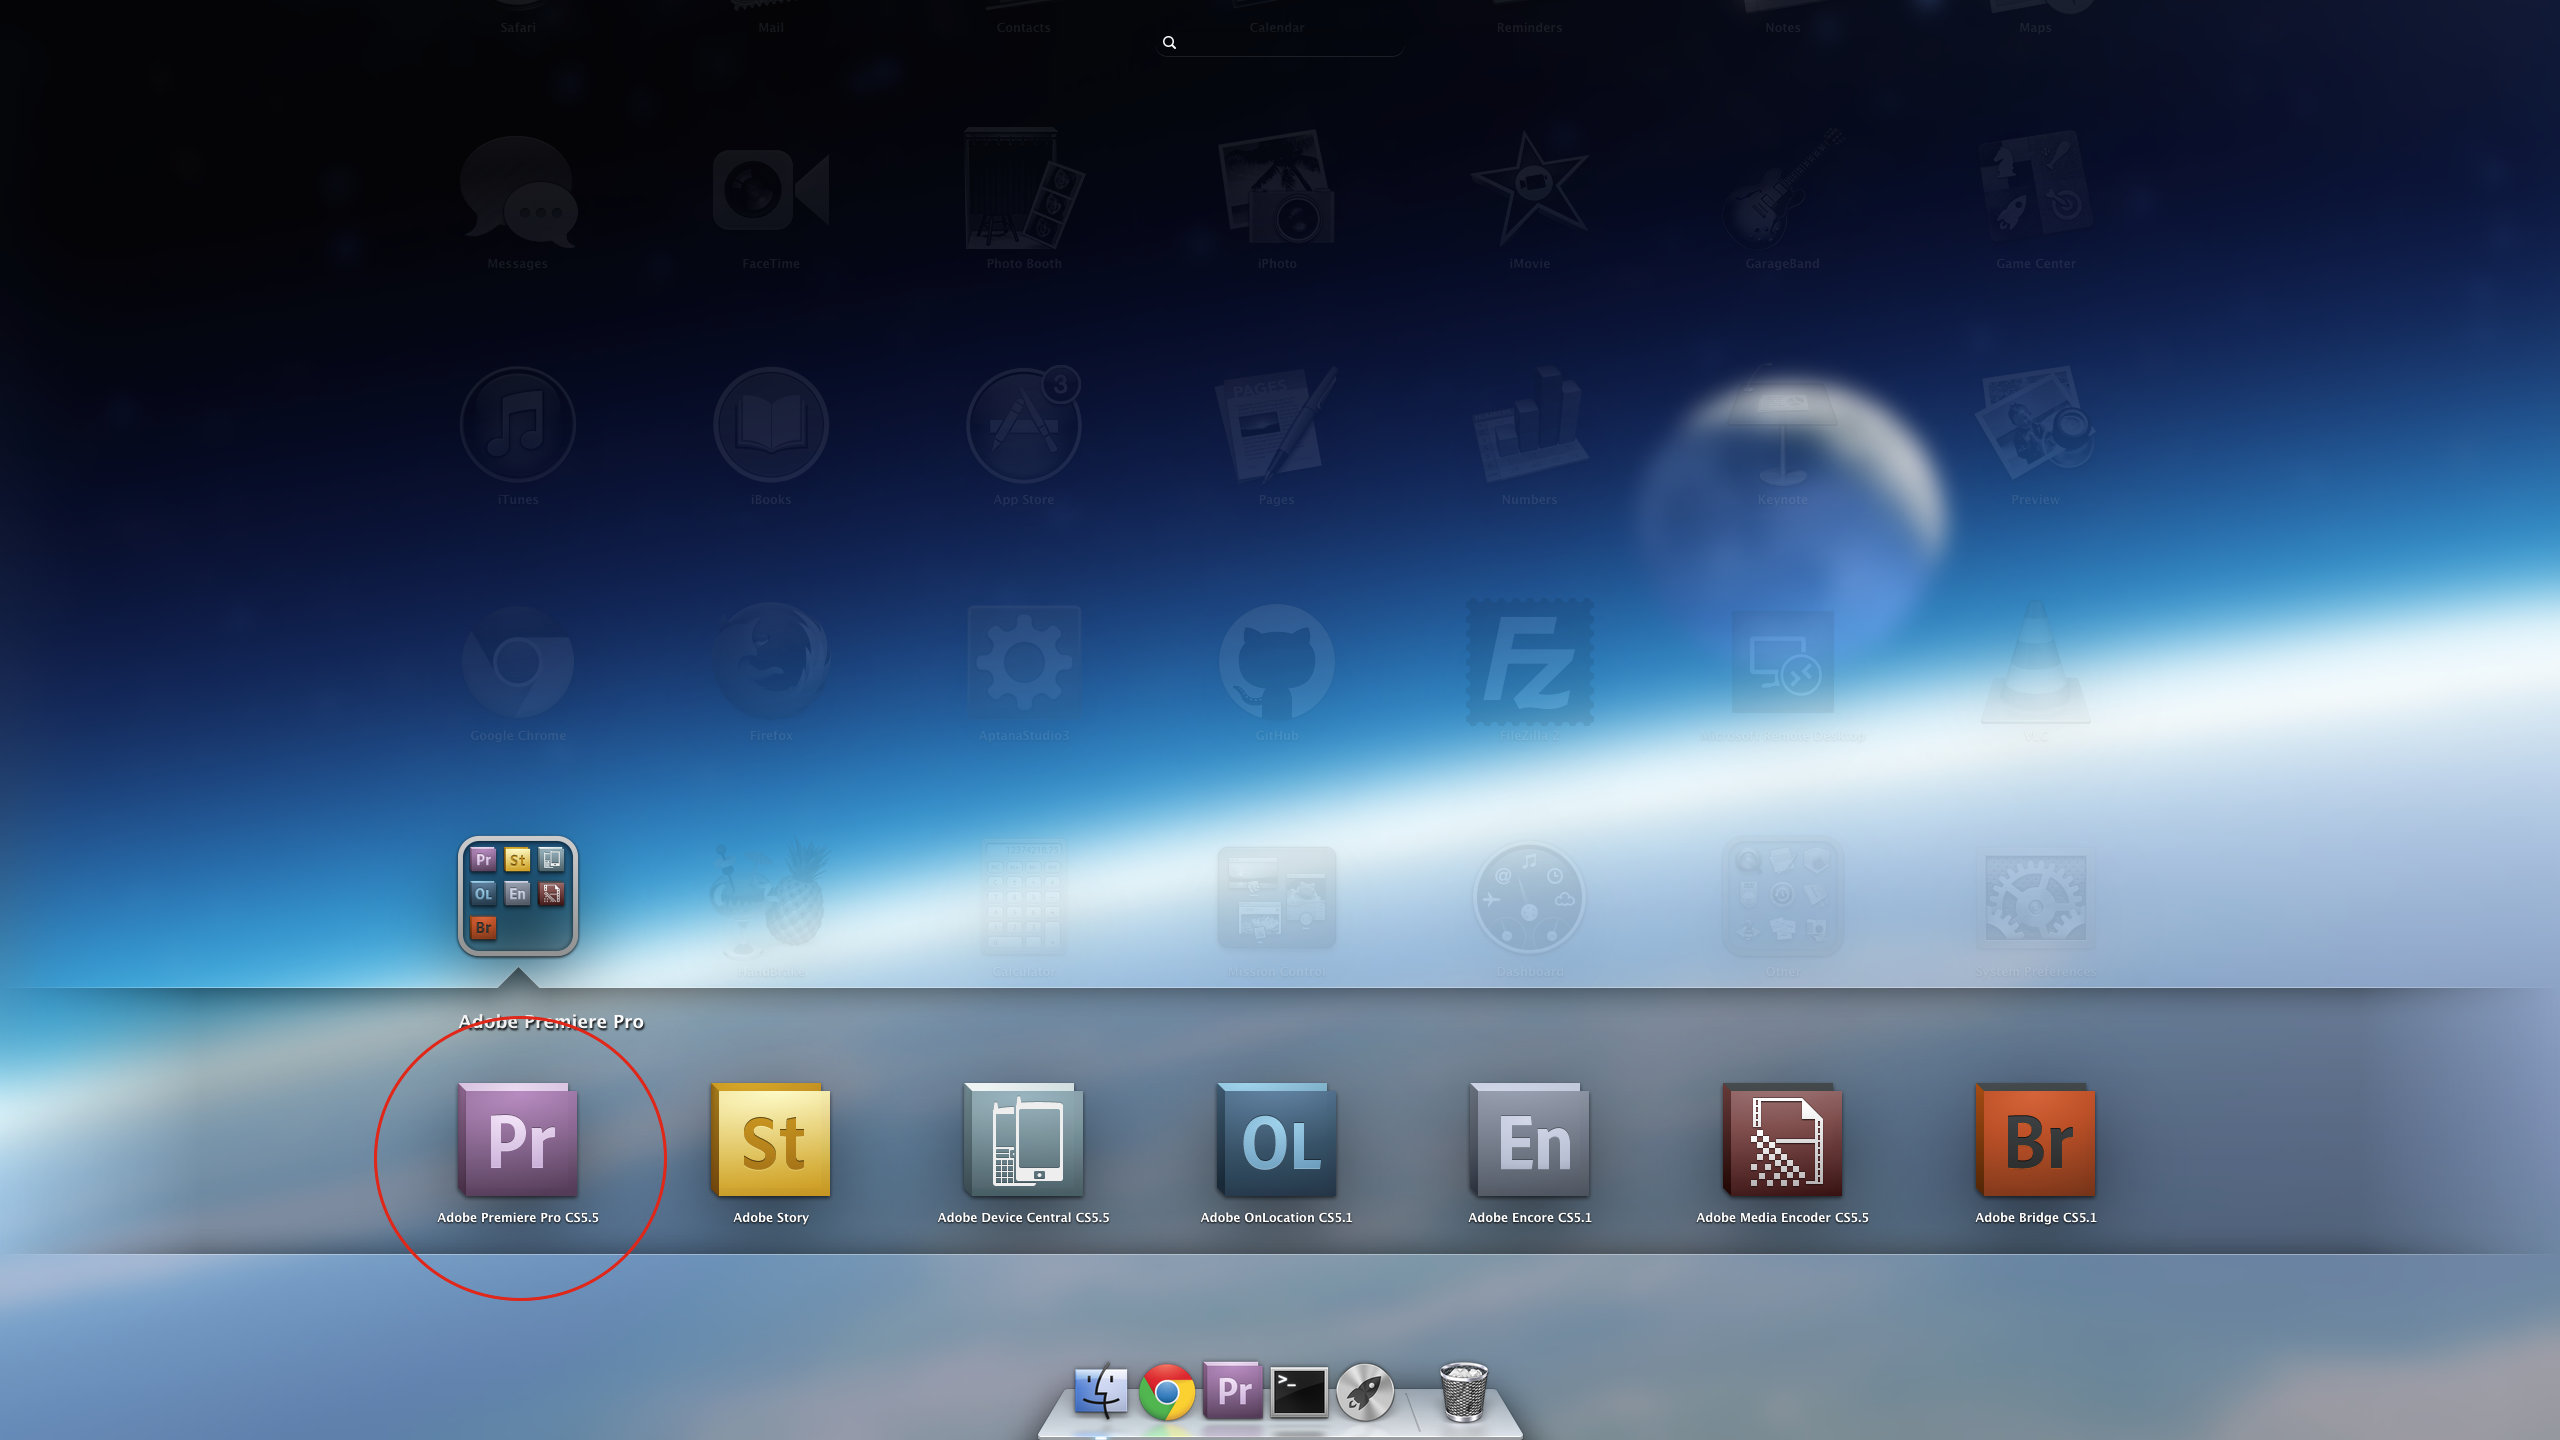 Safari Mail Contacts Calendar Reminders Notes Maps
Messages FaceTime Photo Booth iPhoto iMovie GarageBand Game Center
3
PAGES
iTunes iBooks App Store Pages Numbers Keynote Preview
Fz
Google Chrome Firefox AptanaStudio3 GitHub FileZilla 2 Microsoft Remote Desktop VLC
Pr St
OL En
Br
HandBrake Calculator Mission Control Dashboard Other System Preferences
Adobe Premiere Pro
Pr St OL En Br
Adobe Premiere Pro CS5.5 Adobe Story Adobe Device Central CS5.5 Adobe OnLocation CS5.1 Adobe Encore CS5.1 Adobe Media Encoder CS5.5 Adobe Bridge CS5.1
Pr >_